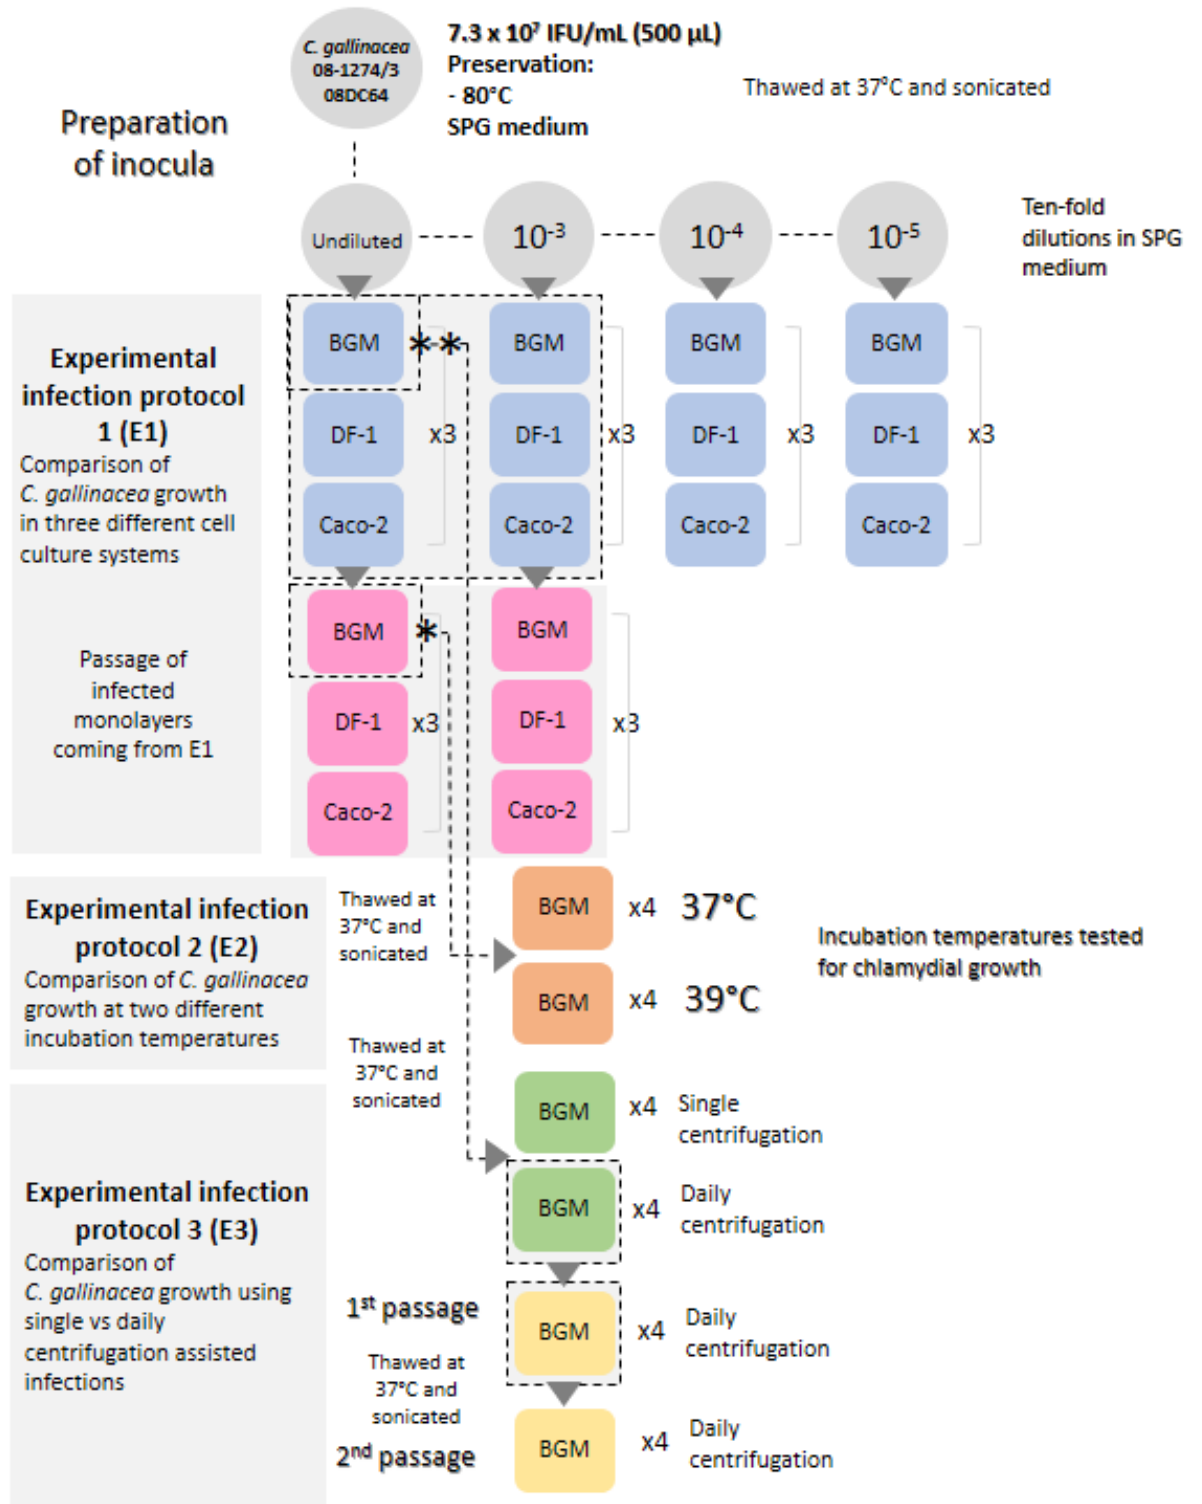 C. gallinacea
08-1274/3
08DC64
7.3 x 10⁷ IFU/mL (500 µL)
Preservation:
- 80°C
SPG medium
Thawed at 37°C and sonicated
Preparation
of inocula
Undiluted
10⁻³
10⁻⁴
10⁻⁵
Ten-fold
dilutions in SPG
medium
Experimental
infection protocol
1 (E1)
Comparison of
C. gallinacea growth
in three different cell
culture systems
BGM
**
DF-1
Caco-2
x3
BGM
DF-1
Caco-2
x3
BGM
DF-1
Caco-2
x3
BGM
DF-1
Caco-2
x3
Passage of
infected
monolayers
coming from E1
BGM
*
DF-1
Caco-2
x3
BGM
DF-1
Caco-2
x3
Experimental infection
protocol 2 (E2)
Comparison of C. gallinacea
growth at two different
incubation temperatures
Thawed at
37°C and
sonicated
BGM
x4
37°C
BGM
x4
39°C
Incubation temperatures tested
for chlamydial growth
Experimental infection
protocol 3 (E3)
Comparison of
C. gallinacea growth using
single vs daily
centrifugation assisted
infections
Thawed at
37°C and
sonicated
BGM
x4
Single
centrifugation
BGM
x4
Daily
centrifugation
1st passage
BGM
x4
Daily
centrifugation
Thawed at
37°C and
sonicated
2nd passage
BGM
x4
Daily
centrifugation